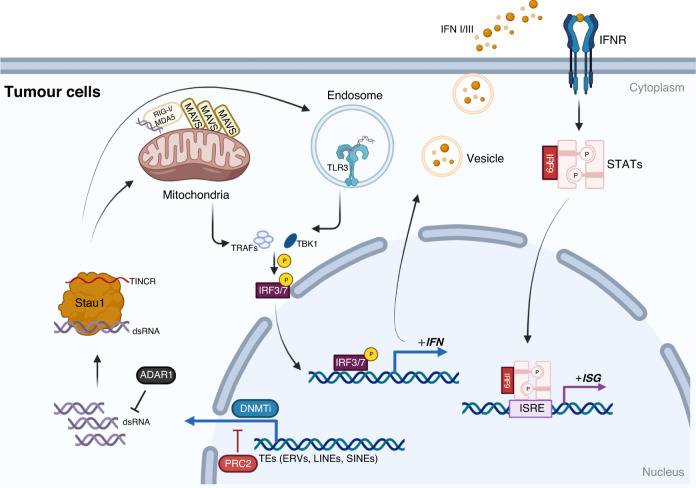 IFN I/III
IFNR
Cytoplasm
Tumour cells
Endosome
RIG-I/
MDA5
MAVS
MAVS
MAVS
Vesicle
TLR3
IRF9
P
P
STATs
Mitochondria
TRAFs
TBK1
P
P
IRF3/7
TINCR
Stau1
dsRNA
+IFN
P
IRF3/7
ADAR1
IRF9
P
P
+ISG
ISRE
dsRNA
DNMTi
PRC2
TEs (ERVs, LINEs, SINEs)
Nucleus